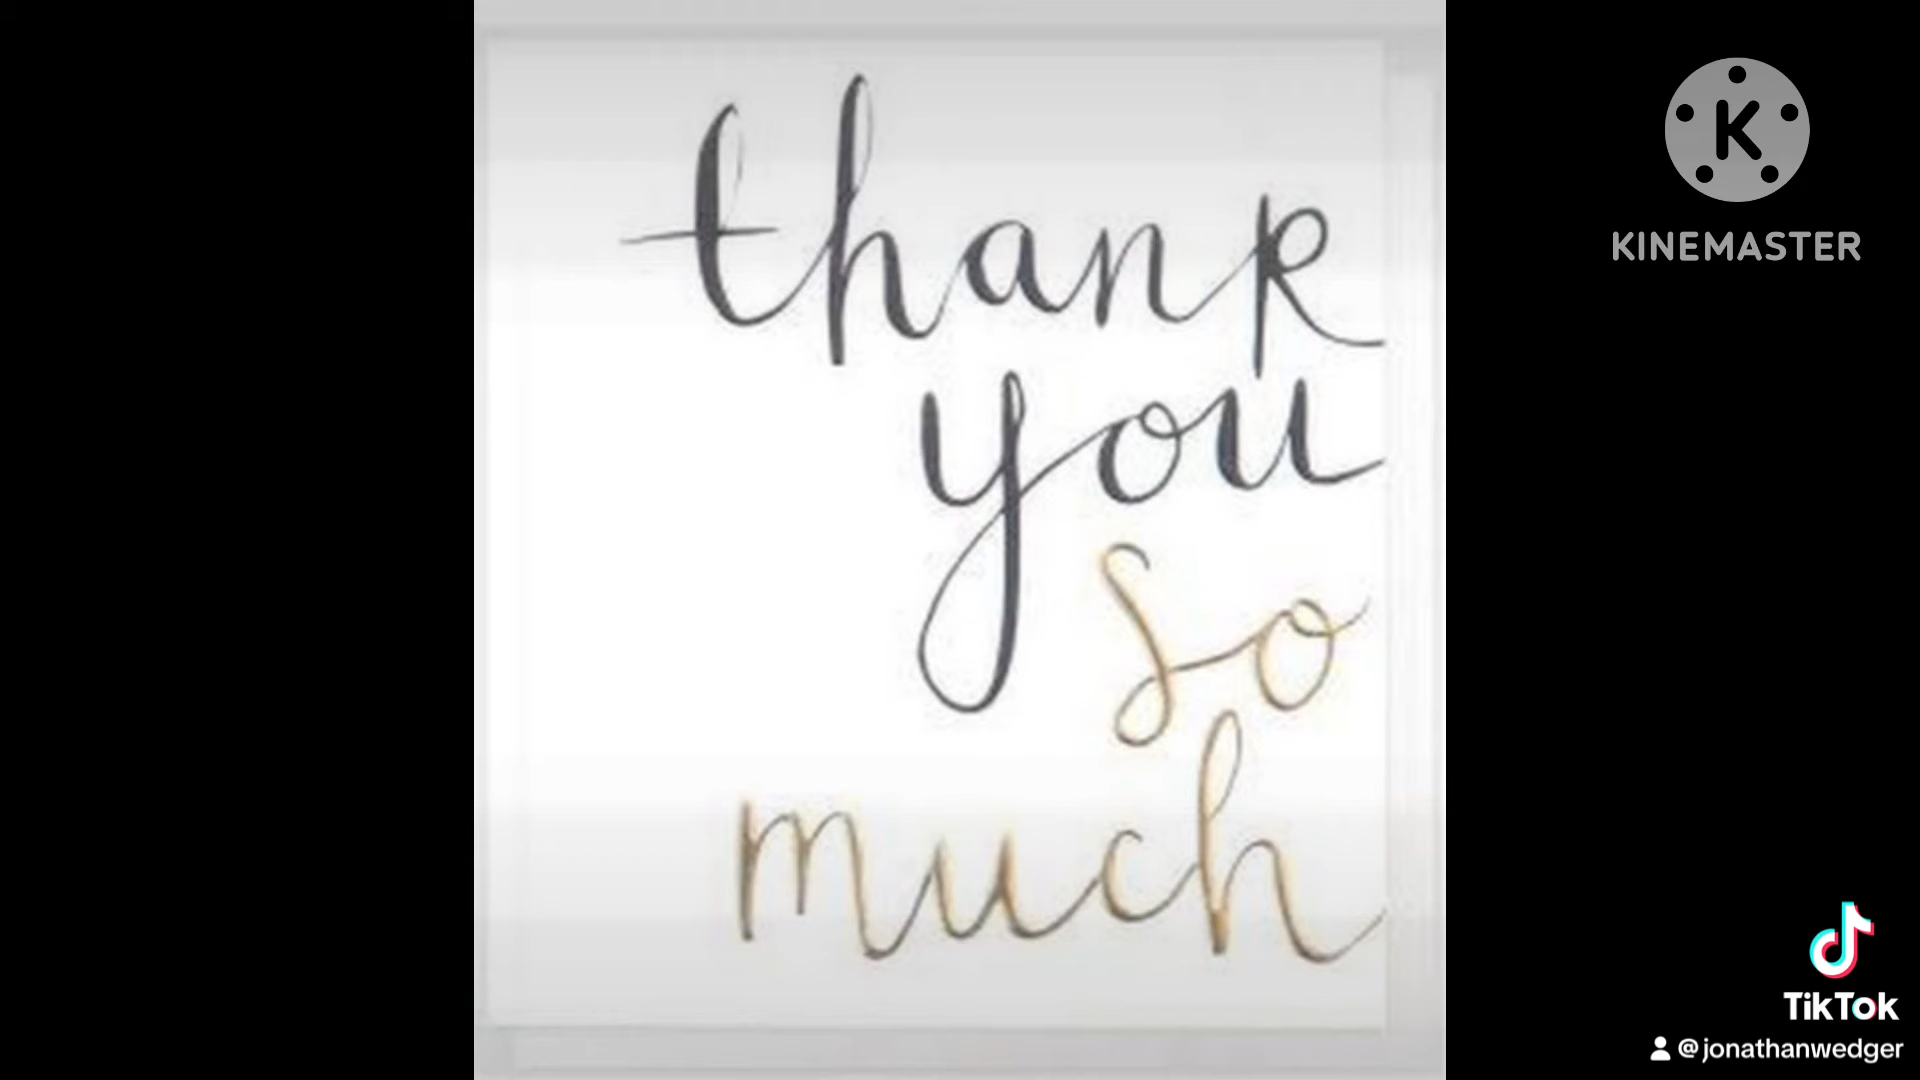 thank
you
so
much
K
KINEMASTER
TikTok
@jonathanwedger